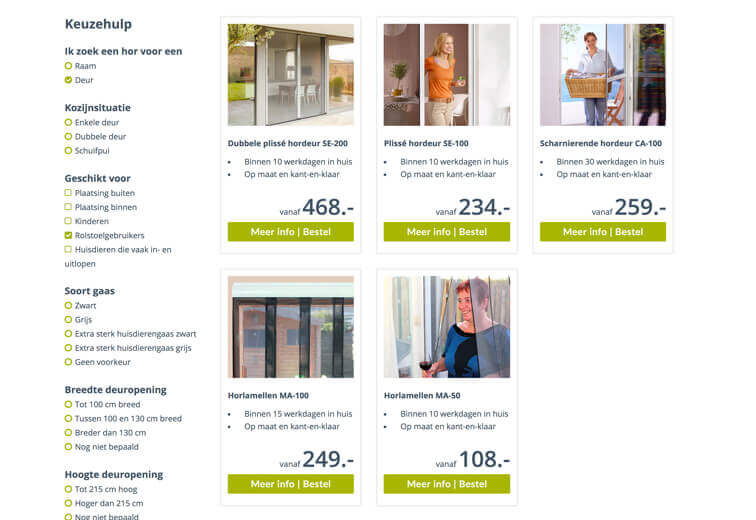 Keuzehulp
Ik zoek een hor voor een
Raam
Deur
Kozijnsituatie
Enkele deur
Dubbele deur
Schuifpui
Geschikt voor
Plaatsing buiten
Plaatsing binnen
Kinderen
Rolstoelgebruikers
Huisdieren die vaak in- en
uitlopen
Soort gaas
Zwart
Grijs
Extra sterk huisdierengaas zwart
Extra sterk huisdierengaas grijs
Geen voorkeur
Breedte deuropening
Tot 100 cm breed
Tussen 100 en 130 cm breed
Breder dan 130 cm
Nog niet bepaald
Hoogte deuropening
Tot 215 cm hoog
Hoger dan 215 cm
Nog niet bepaald
Dubbele plissé hordeur SE-200
• Binnen 10 werkdagen in huis
• Op maat en kant-en-klaar
vanaf 468.-
Meer info | Bestel
Plissé hordeur SE-100
• Binnen 10 werkdagen in huis
• Op maat en kant-en-klaar
vanaf 234.-
Meer info | Bestel
Scharnierende hordeur CA-100
• Binnen 30 werkdagen in huis
• Op maat en kant-en-klaar
vanaf 259.-
Meer info | Bestel
Horlamellen MA-100
• Binnen 15 werkdagen in huis
• Op maat en kant-en-klaar
vanaf 249.-
Meer info | Bestel
Horlamellen MA-50
• Binnen 10 werkdagen in huis
• Op maat en kant-en-klaar
vanaf 108.-
Meer info | Bestel